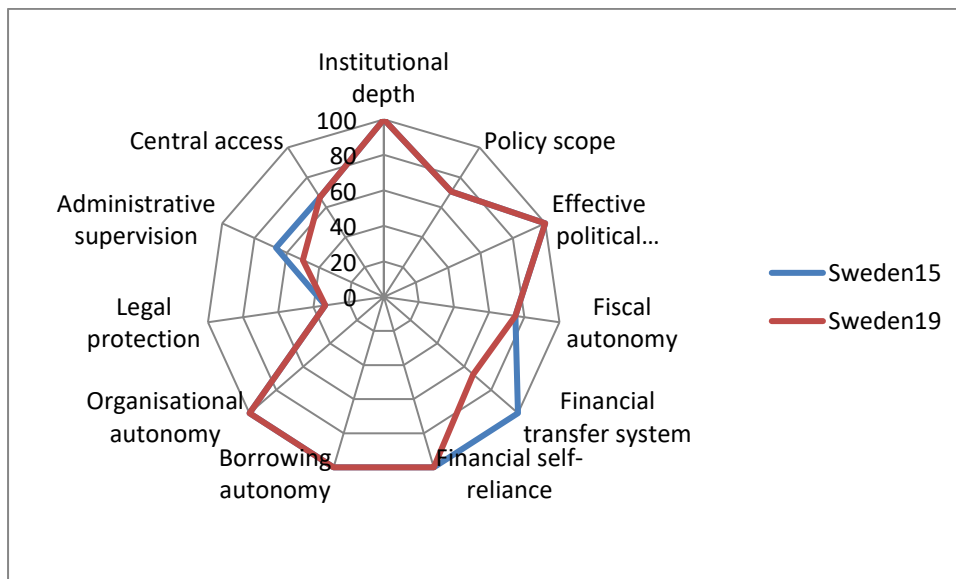 Institutional
depth
Policy scope
Effective
political...
Fiscal
autonomy
Financial
transfer system
Financial self-
reliance
Borrowing
autonomy
Organisational
autonomy
Legal
protection
Administrative
supervision
Central access
100
80
60
40
20
0
Sweden15
Sweden19